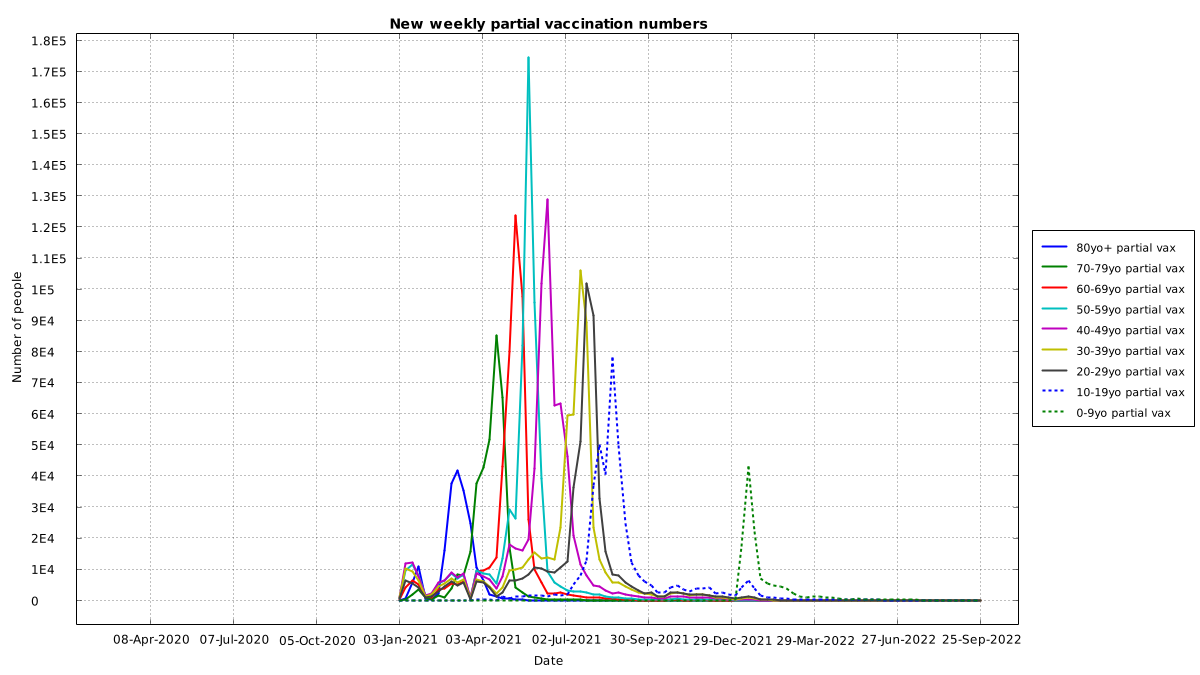 New weekly partial vaccination numbers
1.8E5
1.7E5
1.6E5
1.5E5
1.4E5
1.3E5
1.2E5
1.1E5
1E5
9E4
8E4
7E4
6E4
5E4
4E4
3E4
2E4
1E4
0
Number of people
08-Apr-2020
07-Jul-2020
05-Oct-2020
03-Jan-2021
03-Apr-2021
02-Jul-2021
30-Sep-2021
29-Dec-2021
29-Mar-2022
27-Jun-2022
25-Sep-2022
Date
80yo+ partial vax
70-79yo partial vax
60-69yo partial vax
50-59yo partial vax
40-49yo partial vax
30-39yo partial vax
20-29yo partial vax
10-19yo partial vax
0-9yo partial vax